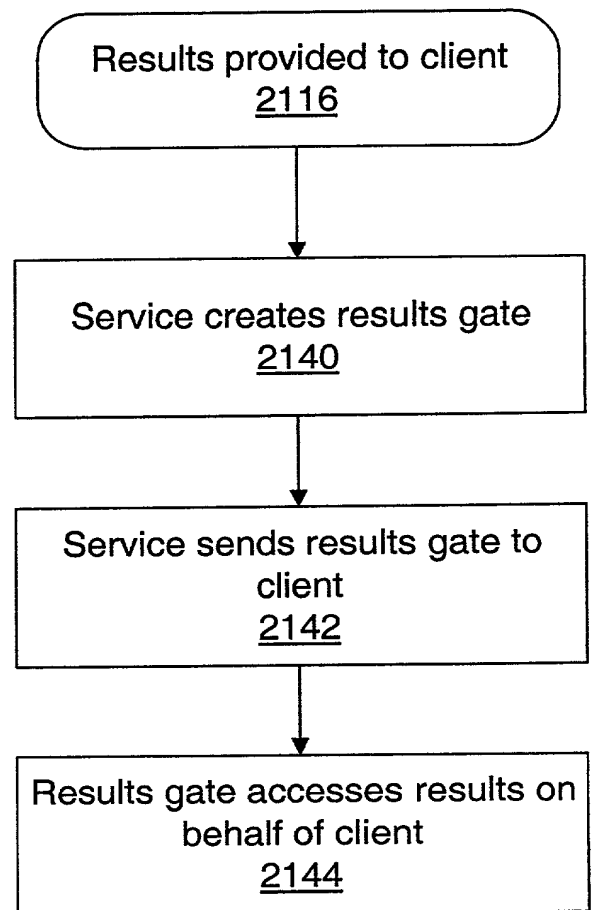 Results provided to client
2116
Service creates results gate
2140
Service sends results gate to
client
2142
Results gate accesses results on
behalf of client
2144